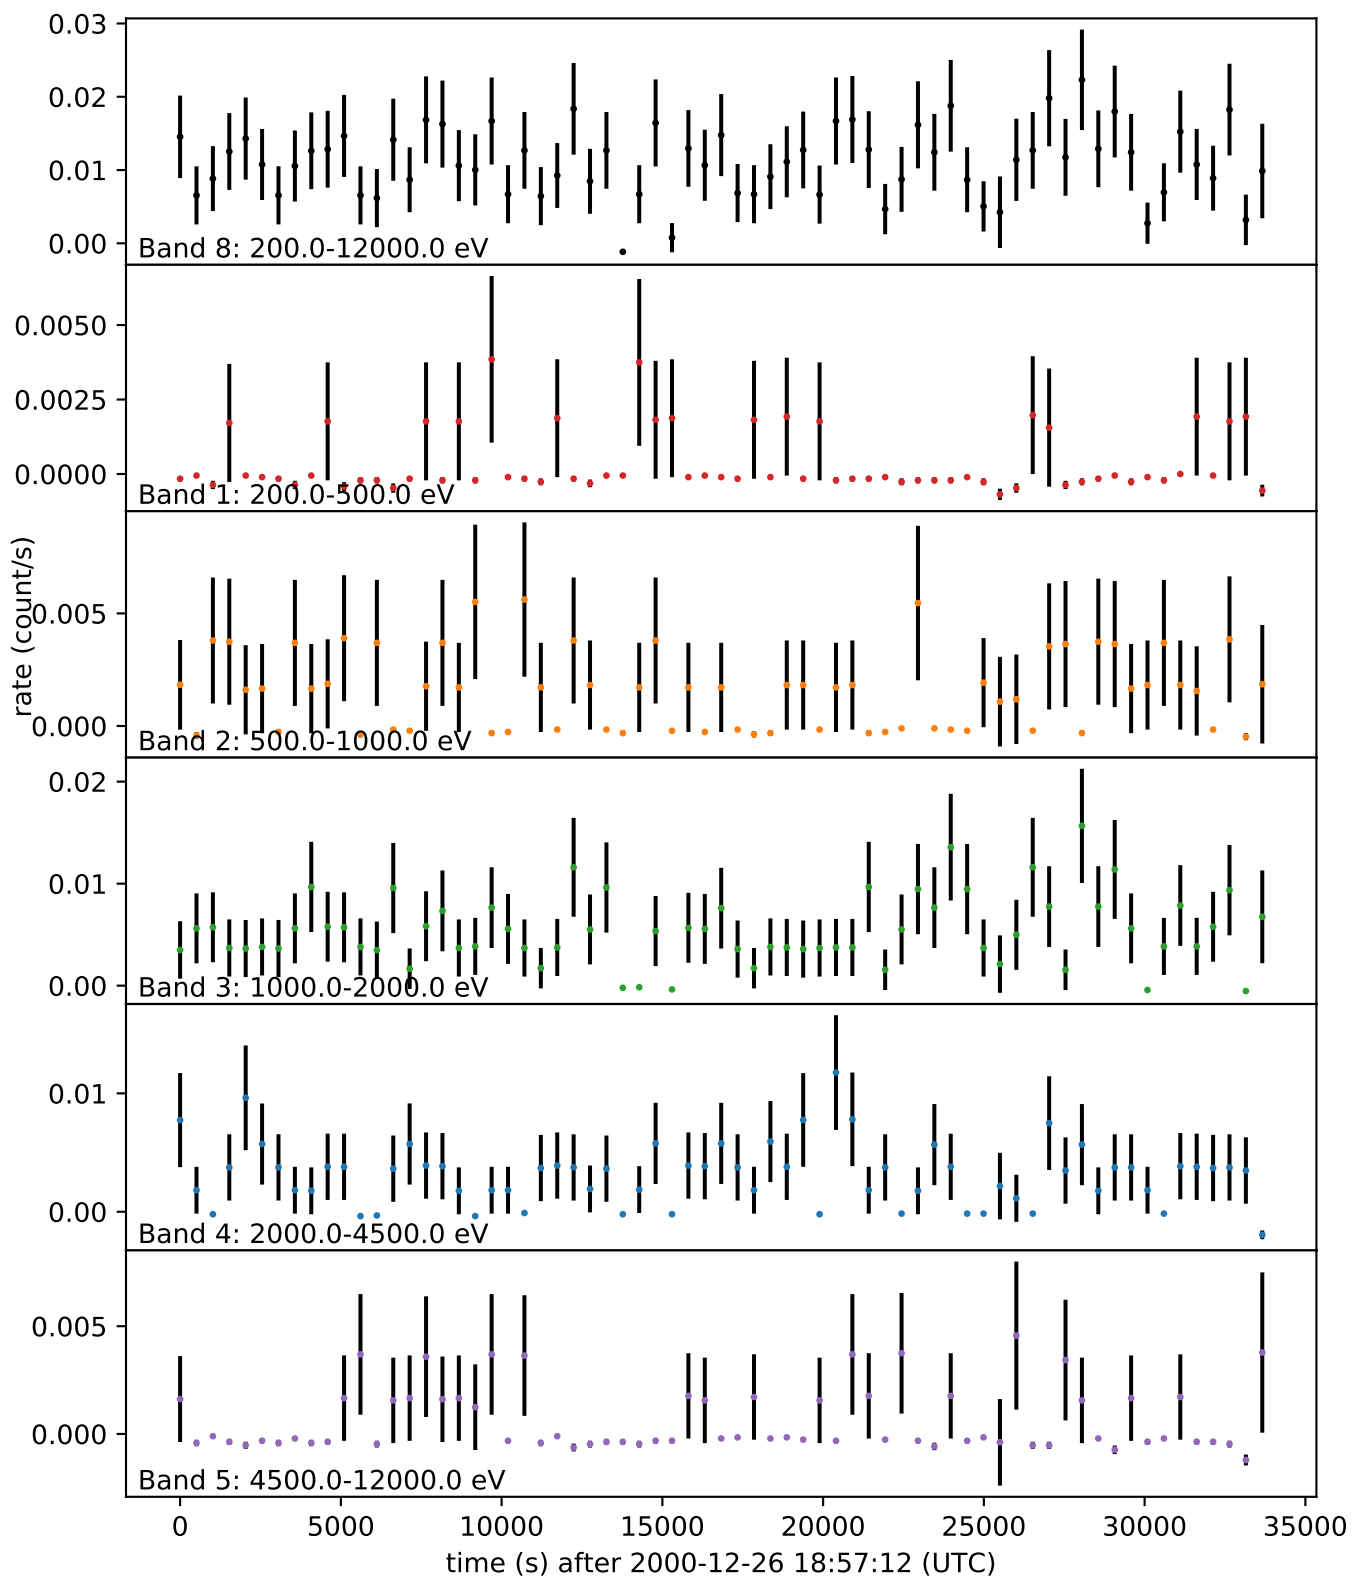 0.03
0.02
0.01
0.00
Band 8: 200.0-12000.0 eV
0.0050
0.0025
0.0000
Band 1: 200.0-500.0 eV
rate (count/s)
0.005
0.000
Band 2: 500.0-1000.0 eV
0.02
0.01
0.00
Band 3: 1000.0-2000.0 eV
0.01
0.00
Band 4: 2000.0-4500.0 eV
0.005
0.000
Band 5: 4500.0-12000.0 eV
0 5000 10000 15000 20000 25000 30000 35000
time (s) after 2000-12-26 18:57:12 (UTC)